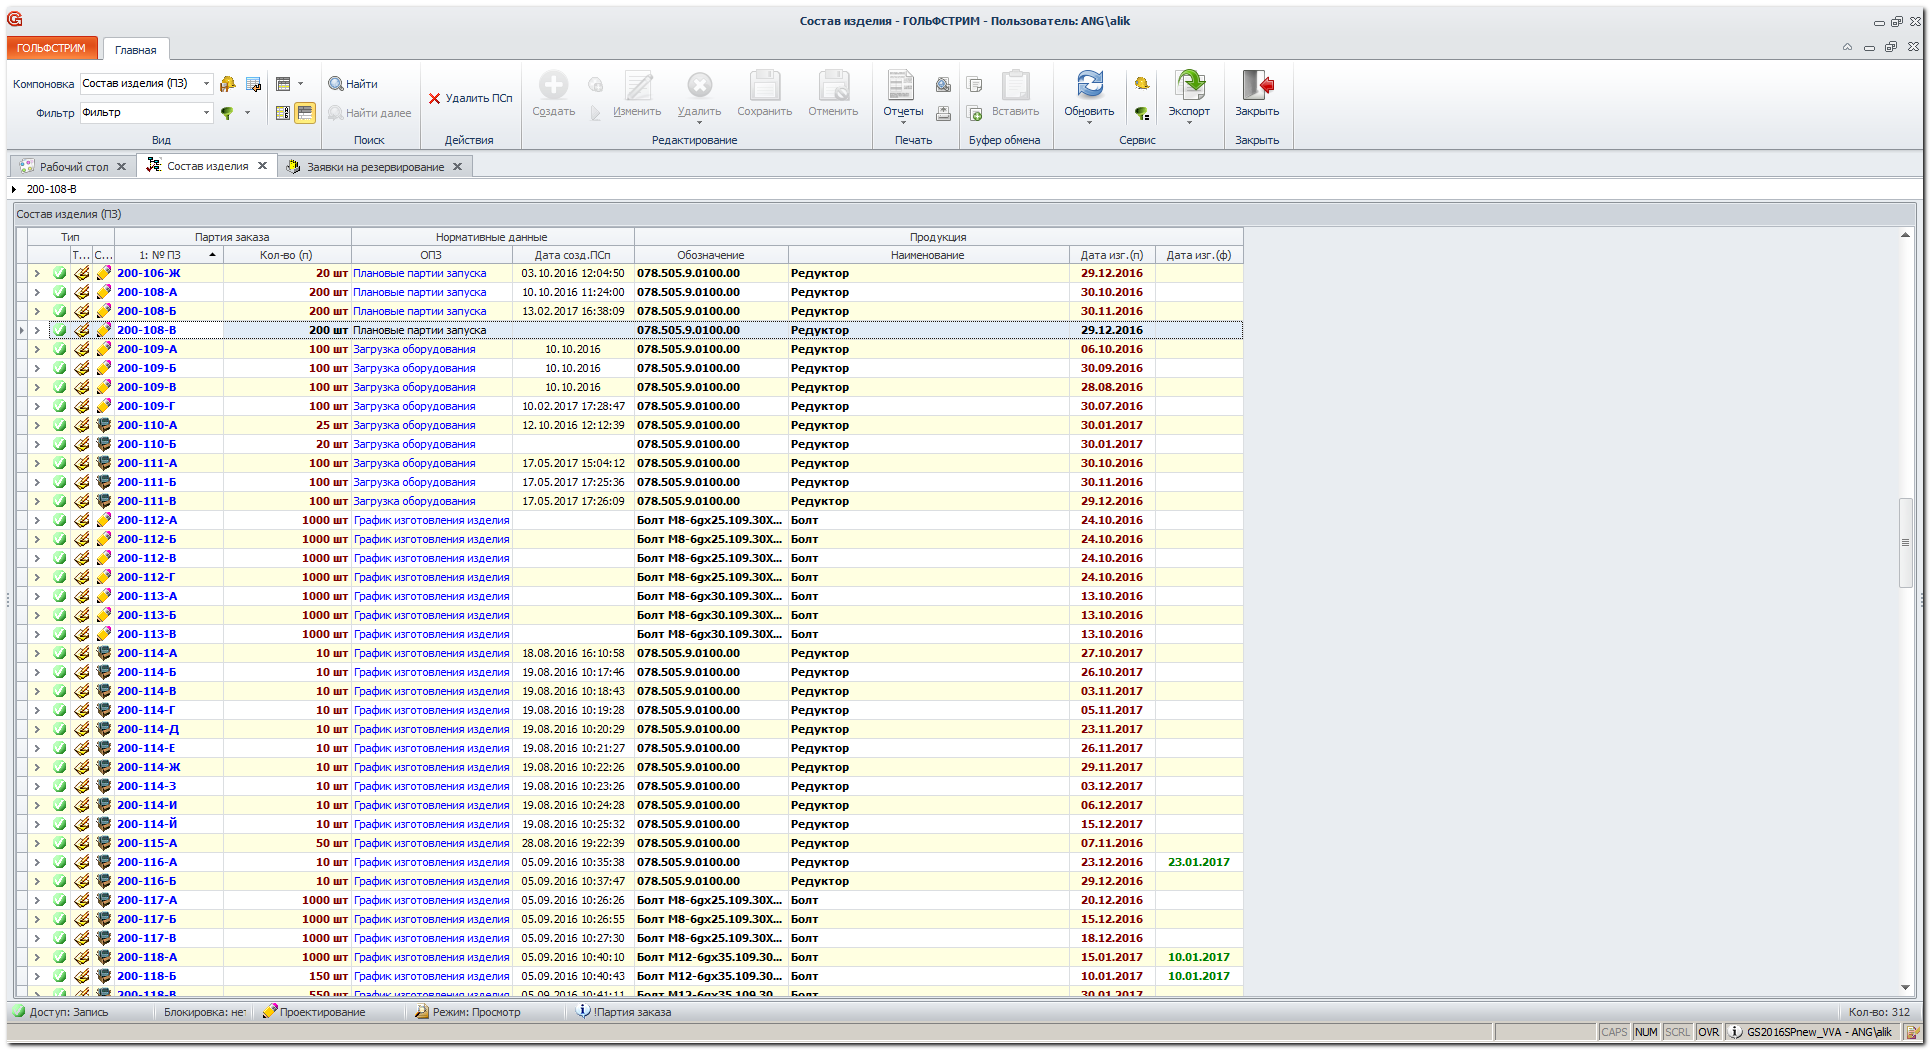 Состав изделия - ГОЛЬФСТРИМ - Пользователь: ANG\alik
ГОЛЬФСТРИМ Главная
Компоновка Состав изделия (ПЗ)
Фильтр Фильтр
Вид
Найти
Найти далее
Поиск
Удалить ПСп
Действия
Создать Изменить Удалить Сохранить Отменить
Редактирование
Отчеты
Печать
Вставить
Буфер обмена
Обновить Экспорт
Сервис
Закрыть
Закрыть
Рабочий стол Состав изделия Заявки на резервирование
200-108-В
Состав изделия (ПЗ)
Тип Партия заказа Нормативные данные Продукция
Т... С... 1: № ПЗ Кол-во (п) ОПЗ Дата созд.ПСп Обозначение Наименование Дата изг.(п) Дата изг.(ф)
200-106-Ж 20 шт Плановые партии запуска 03.10.2016 12:04:50 078.505.9.0100.00 Редуктор 29.12.2016
200-108-А 200 шт Плановые партии запуска 10.10.2016 11:24:00 078.505.9.0100.00 Редуктор 30.10.2016
200-108-Б 200 шт Плановые партии запуска 13.02.2017 16:38:09 078.505.9.0100.00 Редуктор 30.11.2016
200-108-В 200 шт Плановые партии запуска 078.505.9.0100.00 Редуктор 29.12.2016
200-109-А 100 шт Загрузка оборудования 10.10.2016 078.505.9.0100.00 Редуктор 06.10.2016
200-109-Б 100 шт Загрузка оборудования 10.10.2016 078.505.9.0100.00 Редуктор 30.09.2016
200-109-В 100 шт Загрузка оборудования 10.10.2016 078.505.9.0100.00 Редуктор 28.08.2016
200-109-Г 100 шт Загрузка оборудования 10.02.2017 17:28:47 078.505.9.0100.00 Редуктор 30.07.2016
200-110-А 25 шт Загрузка оборудования 12.10.2016 12:12:39 078.505.9.0100.00 Редуктор 30.01.2017
200-110-Б 20 шт Загрузка оборудования 078.505.9.0100.00 Редуктор 30.01.2017
200-111-А 100 шт Загрузка оборудования 17.05.2017 15:04:12 078.505.9.0100.00 Редуктор 30.10.2016
200-111-Б 100 шт Загрузка оборудования 17.05.2017 17:25:36 078.505.9.0100.00 Редуктор 30.11.2016
200-111-В 100 шт Загрузка оборудования 17.05.2017 17:26:09 078.505.9.0100.00 Редуктор 29.12.2016
200-112-А 1000 шт График изготовления изделия Болт М8-6gх25.109.30Х... Болт 24.10.2016
200-112-Б 1000 шт График изготовления изделия Болт М8-6gх25.109.30Х... Болт 24.10.2016
200-112-В 1000 шт График изготовления изделия Болт М8-6gх25.109.30Х... Болт 24.10.2016
200-112-Г 1000 шт График изготовления изделия Болт М8-6gх25.109.30Х... Болт 24.10.2016
200-113-А 1000 шт График изготовления изделия Болт М8-6gх30.109.30Х... Болт 13.10.2016
200-113-Б 1000 шт График изготовления изделия Болт М8-6gх30.109.30Х... Болт 13.10.2016
200-113-В 1000 шт График изготовления изделия Болт М8-6gх30.109.30Х... Болт 13.10.2016
200-114-А 10 шт График изготовления изделия 18.08.2016 16:10:58 078.505.9.0100.00 Редуктор 27.10.2017
200-114-Б 10 шт График изготовления изделия 19.08.2016 10:17:46 078.505.9.0100.00 Редуктор 26.10.2017
200-114-В 10 шт График изготовления изделия 19.08.2016 10:18:43 078.505.9.0100.00 Редуктор 03.11.2017
200-114-Г 10 шт График изготовления изделия 19.08.2016 10:19:28 078.505.9.0100.00 Редуктор 05.11.2017
200-114-Д 10 шт График изготовления изделия 19.08.2016 10:20:29 078.505.9.0100.00 Редуктор 23.11.2017
200-114-Е 10 шт График изготовления изделия 19.08.2016 10:21:27 078.505.9.0100.00 Редуктор 26.11.2017
200-114-Ж 10 шт График изготовления изделия 19.08.2016 10:22:26 078.505.9.0100.00 Редуктор 29.11.2017
200-114-З 10 шт График изготовления изделия 19.08.2016 10:23:26 078.505.9.0100.00 Редуктор 03.12.2017
200-114-И 10 шт График изготовления изделия 19.08.2016 10:24:28 078.505.9.0100.00 Редуктор 06.12.2017
200-114-Й 10 шт График изготовления изделия 19.08.2016 10:25:32 078.505.9.0100.00 Редуктор 15.12.2017
200-115-А 50 шт График изготовления изделия 28.08.2016 19:22:39 078.505.9.0100.00 Редуктор 07.11.2016
200-116-А 10 шт График изготовления изделия 05.09.2016 10:35:38 078.505.9.0100.00 Редуктор 23.12.2016 23.01.2017
200-116-Б 10 шт График изготовления изделия 05.09.2016 10:37:47 078.505.9.0100.00 Редуктор 29.12.2016
200-117-А 1000 шт График изготовления изделия 05.09.2016 10:26:26 Болт М8-6gх25.109.30Х... Болт 20.12.2016
200-117-Б 1000 шт График изготовления изделия 05.09.2016 10:26:55 Болт М8-6gх25.109.30Х... Болт 15.12.2016
200-117-В 1000 шт График изготовления изделия 05.09.2016 10:27:30 Болт М8-6gх25.109.30Х... Болт 18.12.2016
200-118-А 1000 шт График изготовления изделия 05.09.2016 10:40:10 Болт М12-6gх35.109.30... Болт 15.01.2017 10.01.2017
200-118-Б 150 шт График изготовления изделия 05.09.2016 10:40:43 Болт М12-6gх35.109.30... Болт 10.01.2017 10.01.2017
200-118-В 550 шт График изготовления изделия 05.09.2016 10:41:11 Болт М12-6gх35.109.30... Болт 30.01.2017
Доступ: Запись Блокировка: нет Проектирование Режим: Просмотр !Партия заказа Кол-во: 312
CAPS NUM SCRL OVR GS2016SPnew_VVA - ANG\alik